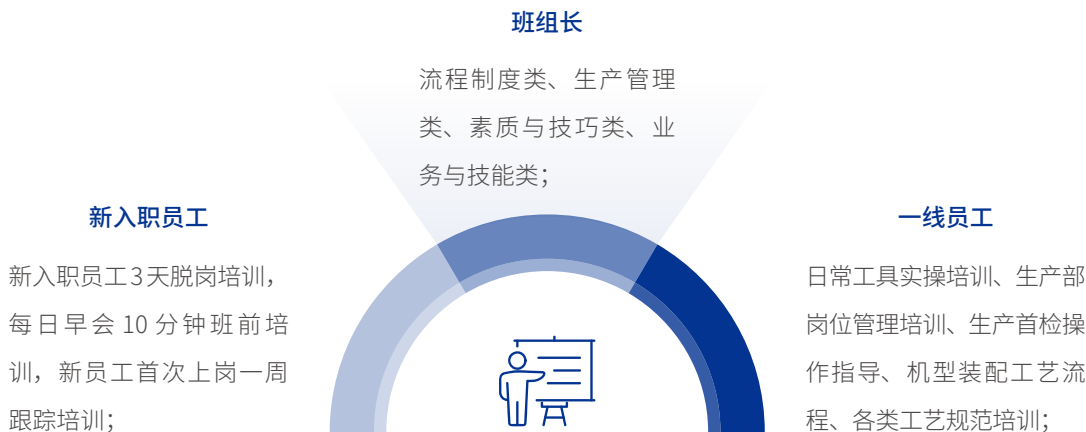 班组长
流程制度类、生产管理
类、素质与技巧类、业
务与技能类；
新入职员工
新入职员工3天脱岗培训，
每日早会 10 分钟班前培
训，新员工首次上岗一周
跟踪培训；
一线员工
日常工具实操培训、生产部
岗位管理培训、生产首检操
作指导、机型装配工艺流
程、各类工艺规范培训；